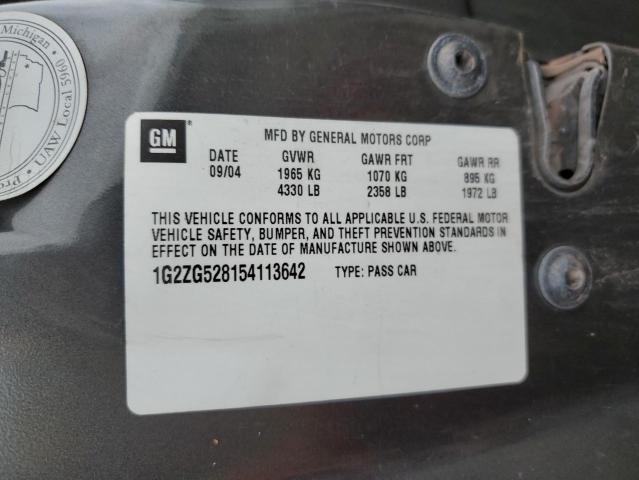 Michigan
UAW Local 5960
GM
MFD BY GENERAL MOTORS CORP
DATE GVWR GAWR FRT GAWR RR
09/04 1965 KG 1070 KG 895 KG
4330 LB 2358 LB 1972 LB
THIS VEHICLE CONFORMS TO ALL APPLICABLE U.S. FEDERAL MOTOR
VEHICLE SAFETY, BUMPER, AND THEFT PREVENTION STANDARDS IN
EFFECT ON THE DATE OF MANUFACTURE SHOWN ABOVE.
1G2ZG528154113642 TYPE: PASS CAR